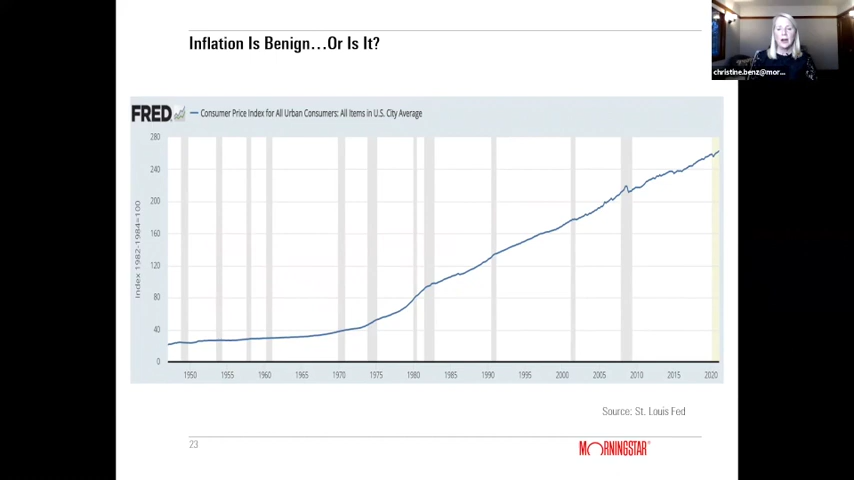 Inflation Is Benign…Or Is It?
christine.benz@mor...
FRED
Consumer Price Index for All Urban Consumers: All Items in U.S. City Average
280
240
200
160
120
80
40
0
Index 1982-1984=100
1950 1955 1960 1965 1970 1975 1980 1985 1990 1995 2000 2005 2010 2015 2020
Source: St. Louis Fed
23
MORNINGSTAR®